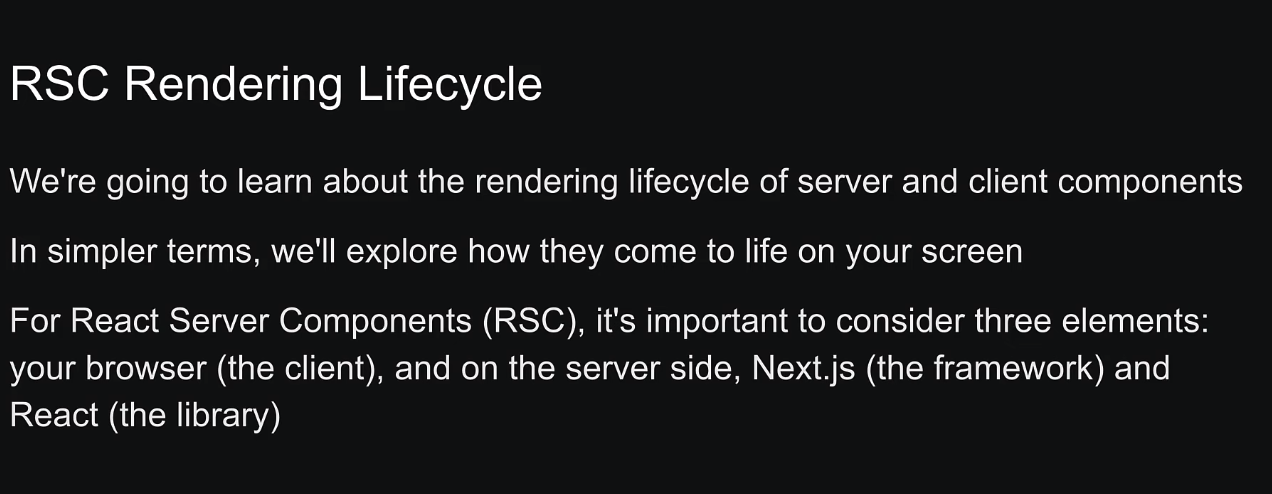 RSC Rendering Lifecycle
We're going to learn about the rendering lifecycle of server and client components
In simpler terms, we'll explore how they come to life on your screen
For React Server Components (RSC), it's important to consider three elements:
your browser (the client), and on the server side, Next.js (the framework) and
React (the library)